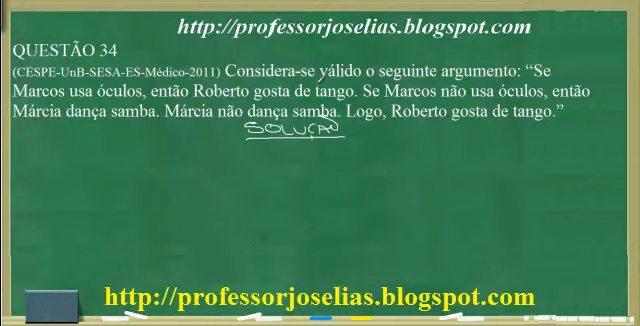 http://professorjoselias.blogspot.com
QUESTÃO 34
(CESPE-UnB-SESA-ES-Médico-2011) Considera-se válido o seguinte argumento: “Se
Marcos usa óculos, então Roberto gosta de tango. Se Marcos não usa óculos, então
Márcia dança samba. Márcia não dança samba. Logo, Roberto gosta de tango.”
SOLUÇÃO
http://professorjoselias.blogspot.com